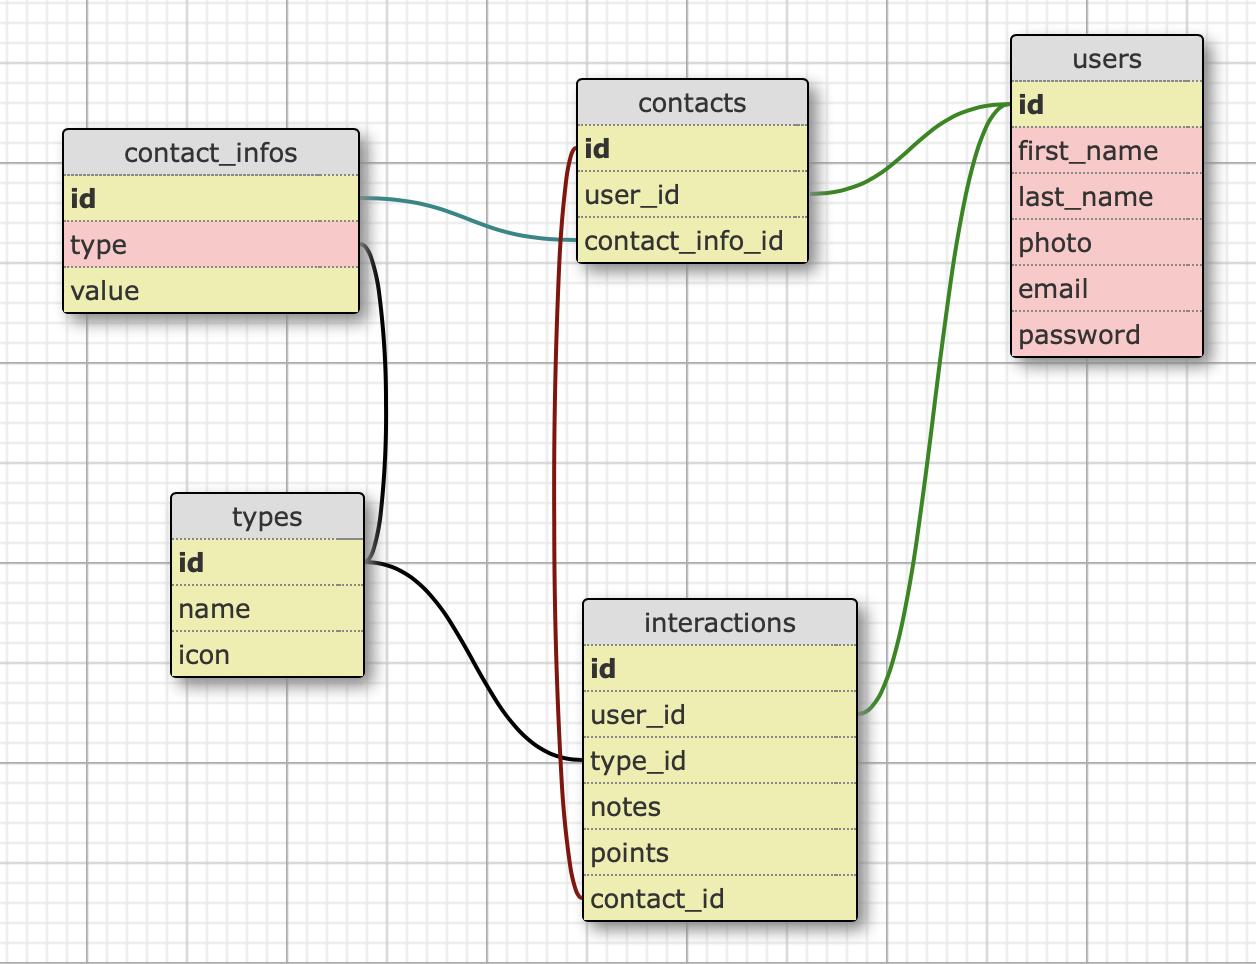 contact_infos
id
type
value
contacts
id
user_id
contact_info_id
users
id
first_name
last_name
photo
email
password
types
id
name
icon
interactions
id
user_id
type_id
notes
points
contact_id